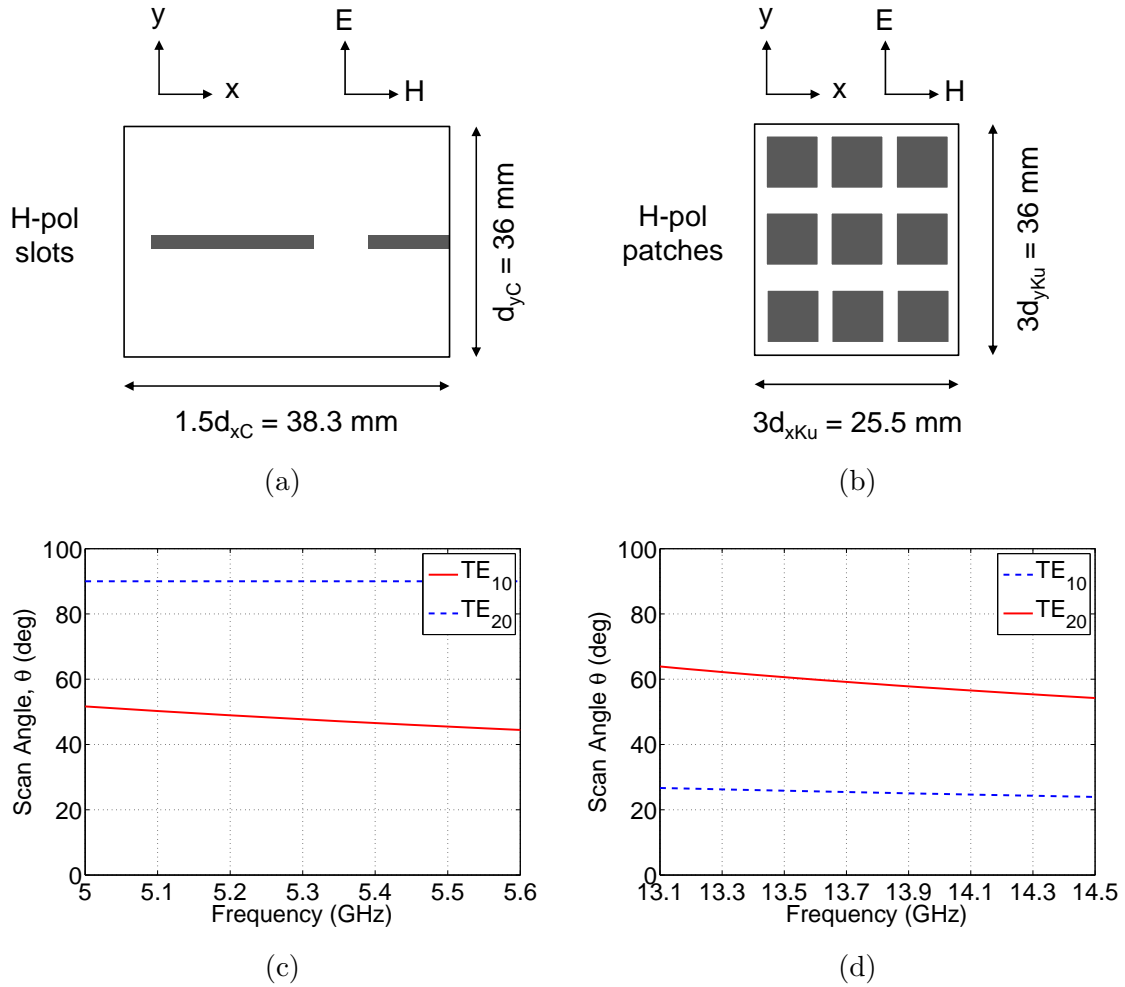 y
x
E
H
H-pol
slots
d_yC = 36 mm
1.5d_xC = 38.3 mm
(a)
y
x
E
H
H-pol
patches
3d_yKu = 36 mm
3d_xKu = 25.5 mm
(b)
100
80
60
40
20
0
Scan Angle, θ (deg)
TE_10
TE_20
5 5.1 5.2 5.3 5.4 5.5 5.6
Frequency (GHz)
(c)
100
80
60
40
20
0
Scan Angle θ (deg)
TE_10
TE_20
13.1 13.3 13.5 13.7 13.9 14.1 14.3 14.5
Frequency (GHz)
(d)